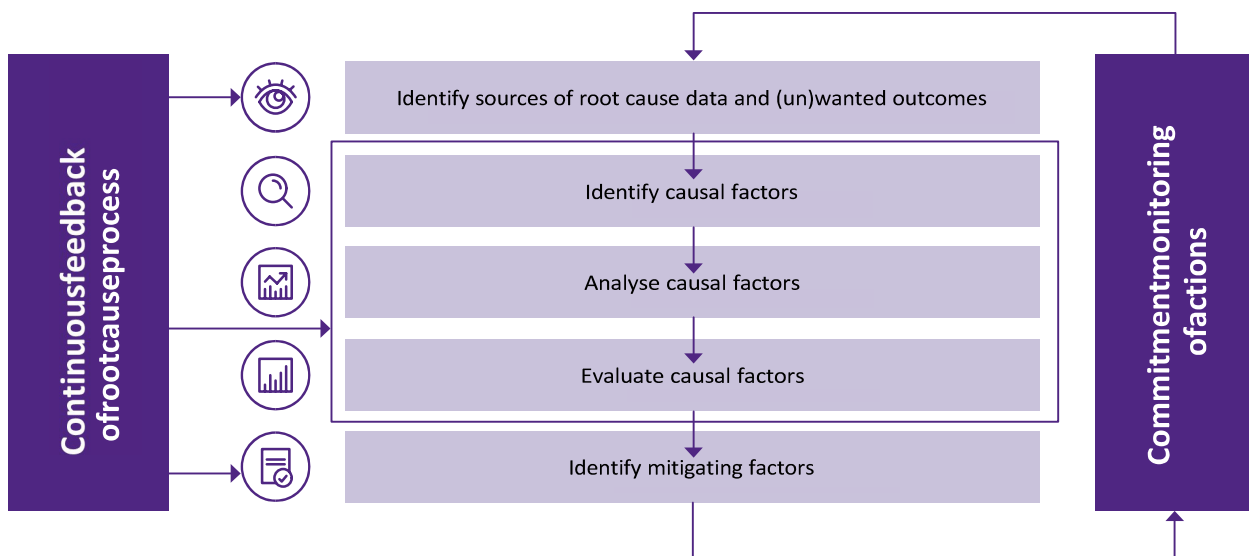 Continuousfeedback
ofrootcauseprocess
Identify sources of root cause data and (un)wanted outcomes
Identify causal factors
Analyse causal factors
Evaluate causal factors
Identify mitigating factors
Commitmentmonitoring
ofactions